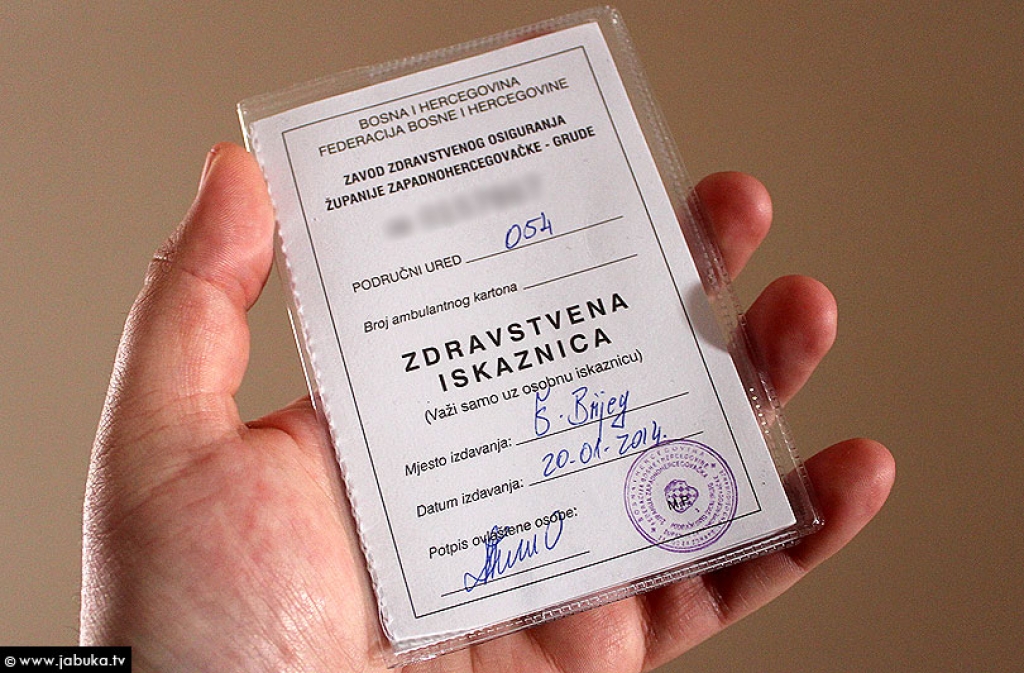 BOSNA I HERCEGOVINA
FEDERACIJA BOSNE I HERCEGOVINE
ZAVOD ZDRAVSTVENOG OSIGURANJA
ŽUPANIJE ZAPADNOHERCEGOVAČKE - GRUDE
PODRUČNI URED 054
Broj ambulantnog kartona
ZDRAVSTVENA
ISKAZNICA
(Važi samo uz osobnu iskaznicu)
Mjesto izdavanja: Š. Brijeg
Datum izdavanja: 20-01-2014.
Potpis ovlaštene osobe:
M.P.
© www.jabuka.tv